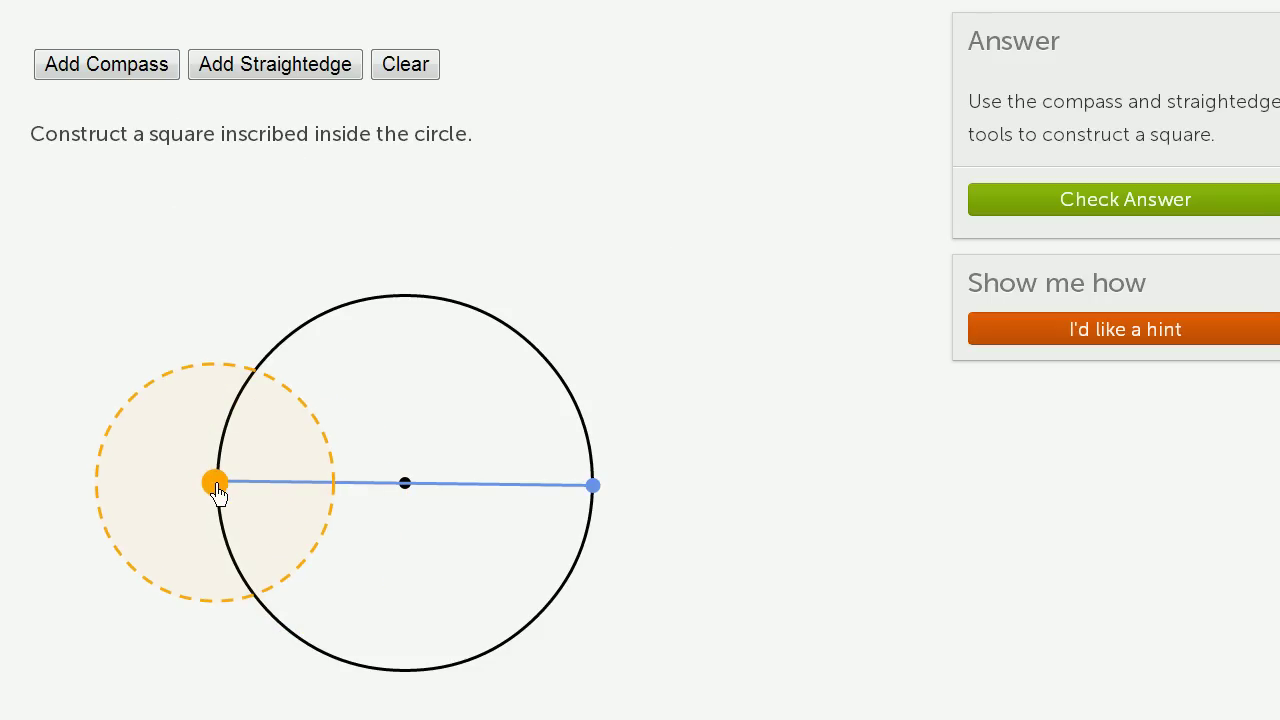 Add Compass Add Straightedge Clear
Construct a square inscribed inside the circle.
Answer
Use the compass and straightedge
tools to construct a square.
Check Answer
Show me how
I'd like a hint